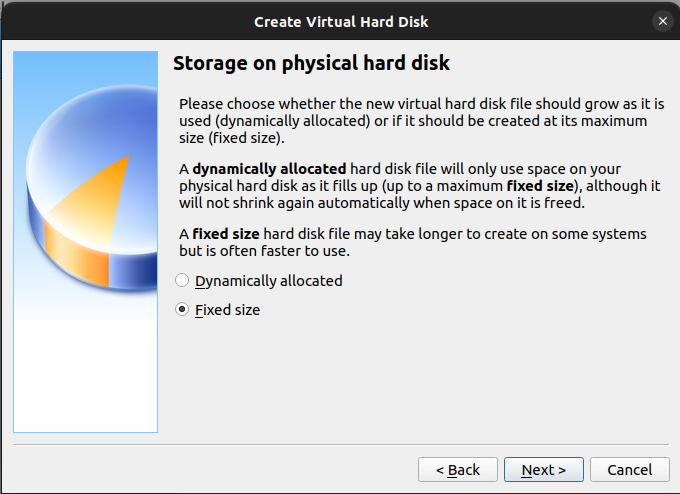 Create Virtual Hard Disk
Storage on physical hard disk
Please choose whether the new virtual hard disk file should grow as it is
used (dynamically allocated) or if it should be created at its maximum
size (fixed size).
A dynamically allocated hard disk file will only use space on your
physical hard disk as it fills up (up to a maximum fixed size), although it
will not shrink again automatically when space on it is freed.
A fixed size hard disk file may take longer to create on some systems
but is often faster to use.
Dynamically allocated
Fixed size
< Back Next > Cancel